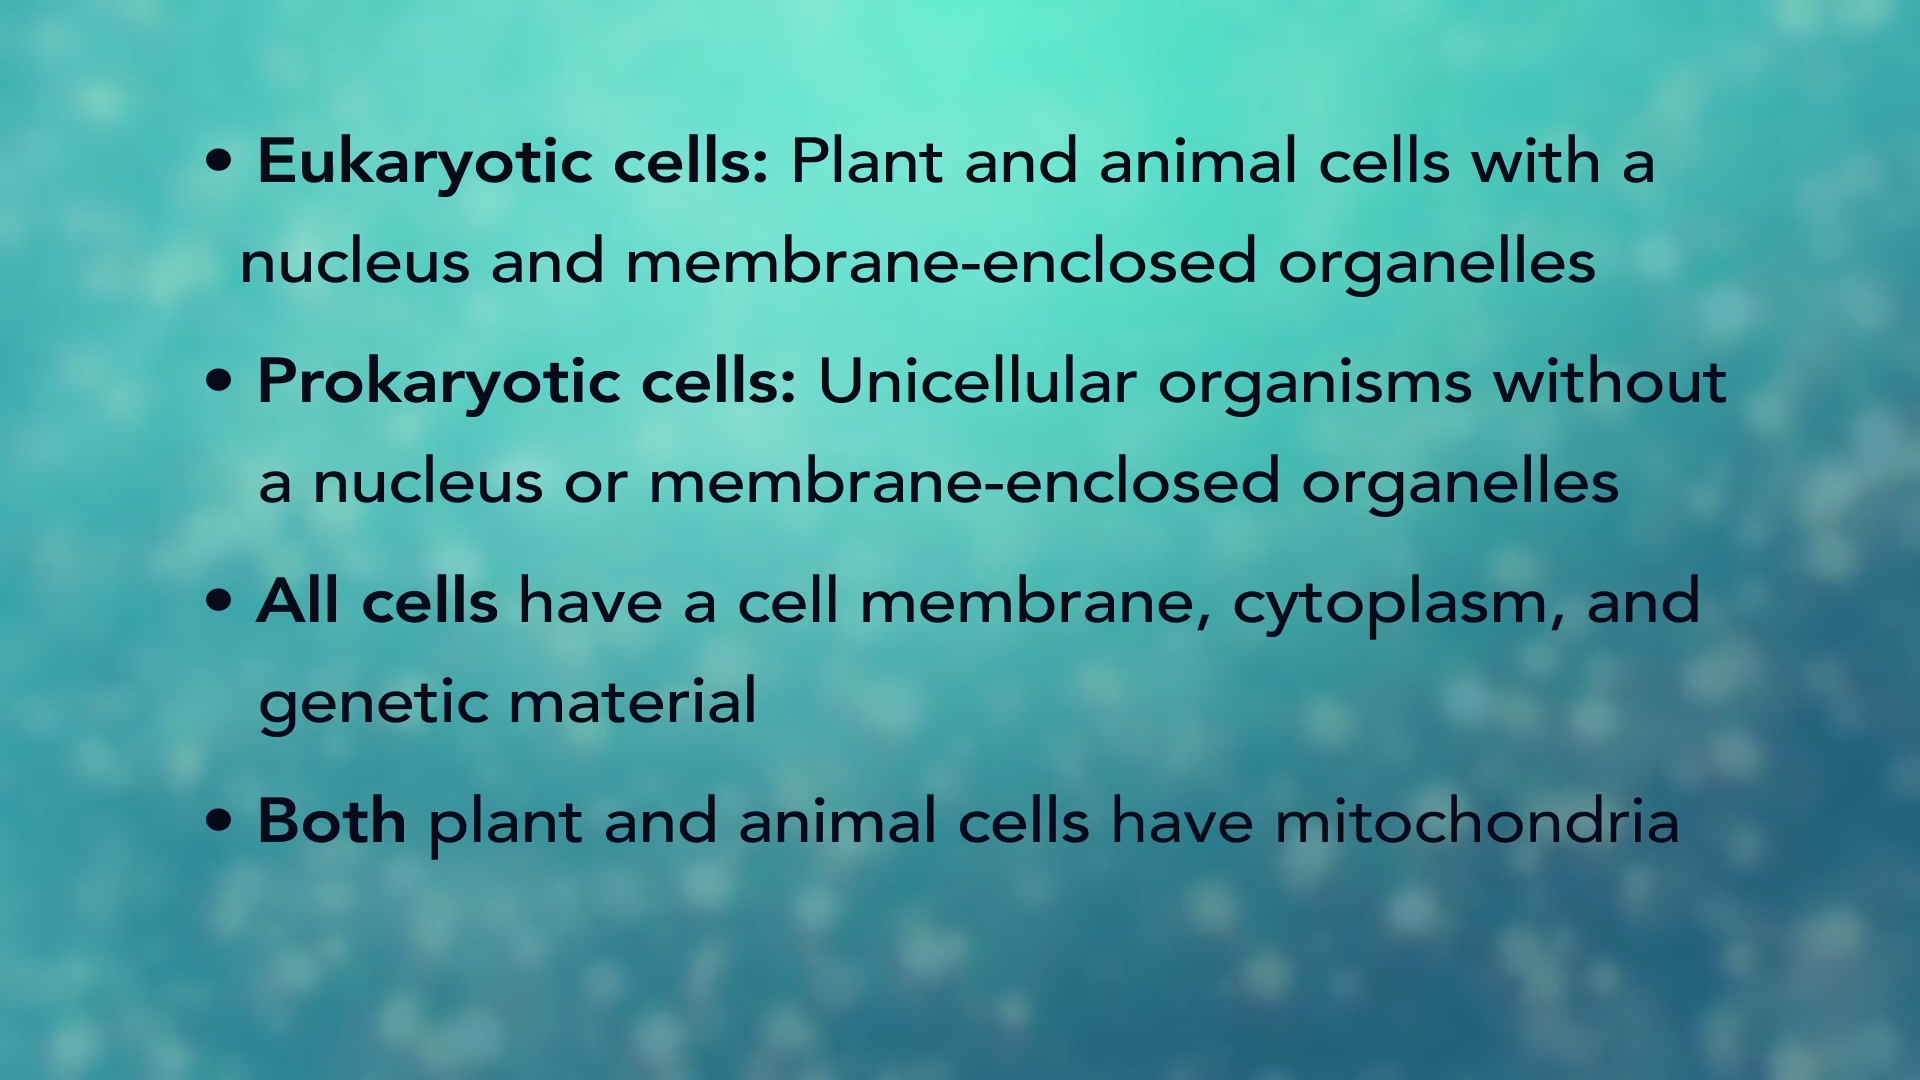 • Eukaryotic cells: Plant and animal cells with a
nucleus and membrane-enclosed organelles
• Prokaryotic cells: Unicellular organisms without
a nucleus or membrane-enclosed organelles
• All cells have a cell membrane, cytoplasm, and
genetic material
• Both plant and animal cells have mitochondria